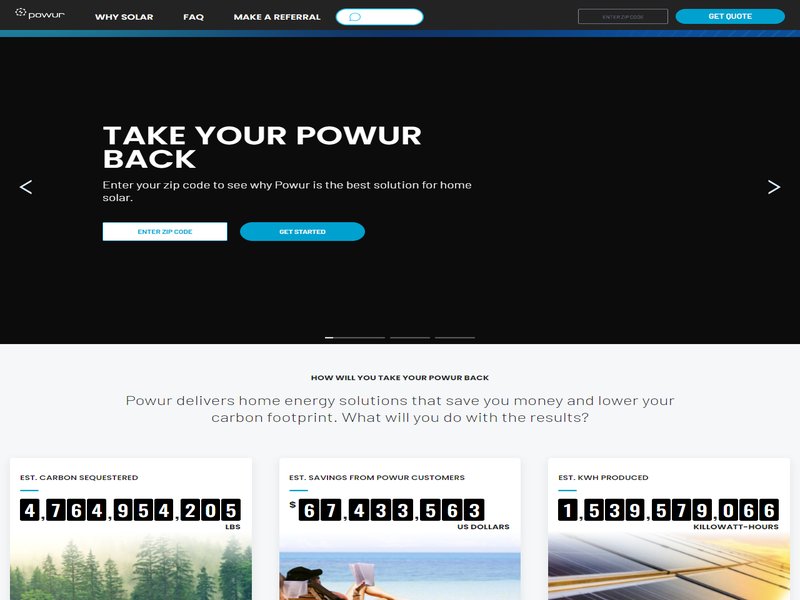 powur
WHY SOLAR
FAQ
MAKE A REFERRAL
ENTER ZIP CODE
GET QUOTE
TAKE YOUR POWUR
BACK
Enter your zip code to see why Powur is the best solution for home
solar.
ENTER ZIP CODE
GET STARTED
HOW WILL YOU TAKE YOUR POWUR BACK
Powur delivers home energy solutions that save you money and lower your
carbon footprint. What will you do with the results?
EST. CARBON SEQUESTERED
4,764,954,205
LBS
EST. SAVINGS FROM POWUR CUSTOMERS
$67,433,563
US DOLLARS
EST. KWH PRODUCED
1,539,579,066
KILLOWATT-HOURS